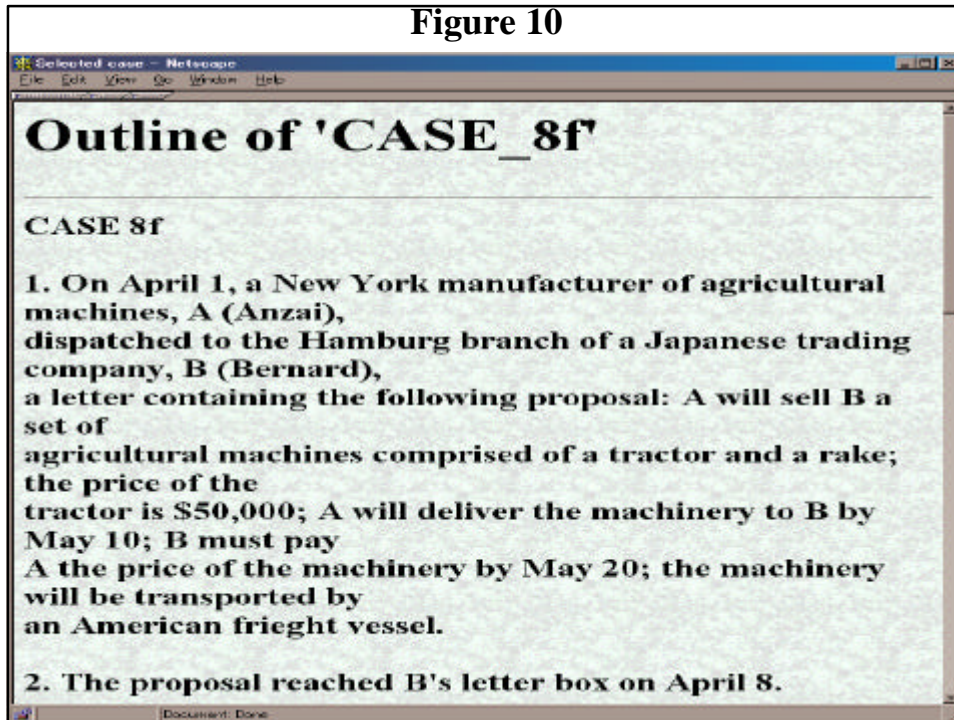 Figure 10
Selected case - Netscape
File Edit View Go Window Help
Outline of 'CASE_8f'
CASE 8f
1. On April 1, a New York manufacturer of agricultural
machines, A (Anzai),
dispatched to the Hamburg branch of a Japanese trading
company, B (Bernard),
a letter containing the following proposal: A will sell B a
set of
agricultural machines comprised of a tractor and a rake;
the price of the
tractor is $50,000; A will deliver the machinery to B by
May 10; B must pay
A the price of the machinery by May 20; the machinery
will be transported by
an American frieght vessel.
2. The proposal reached B's letter box on April 8.
Document: Done